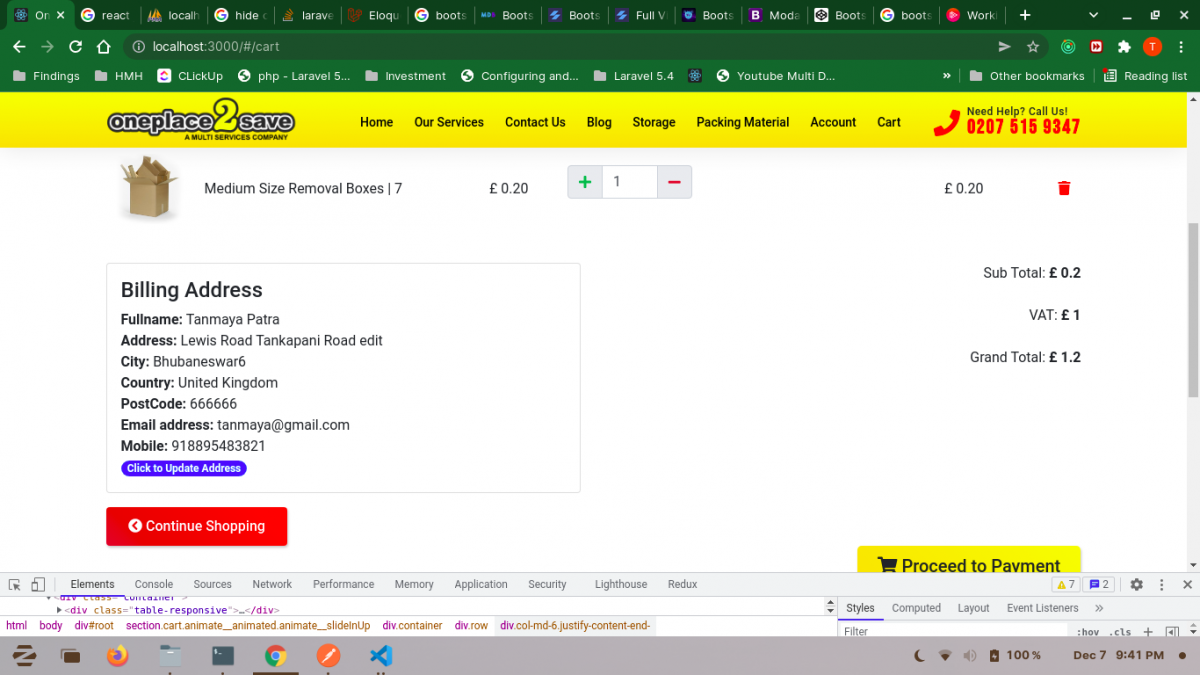 On
react
localh
hide c
larave
Eloqu
boots
Boots
Boots
Full Vi
Boots
Moda
Boots
boots
Worki
localhost:3000/#/cart
T
Findings
HMH
CLickUp
php - Laravel 5...
Investment
Configuring and...
Laravel 5.4
Youtube Multi D...
»
Other bookmarks
Reading list
oneplace2save
A MULTI SERVICES COMPANY
Home
Our Services
Contact Us
Blog
Storage
Packing Material
Account
Cart
Need Help? Call Us!
0207 515 9347
Medium Size Removal Boxes | 7
£ 0.20
+
1
−
£ 0.20
Billing Address
Fullname: Tanmaya Patra
Address: Lewis Road Tankapani Road edit
City: Bhubaneswar6
Country: United Kingdom
PostCode: 666666
Email address: tanmaya@gmail.com
Mobile: 918895483821
Click to Update Address
Sub Total: £ 0.2
VAT: £ 1
Grand Total: £ 1.2
Continue Shopping
Proceed to Payment
Elements
Console
Sources
Network
Performance
Memory
Application
Security
Lighthouse
Redux
7
2
<div class="container">
<div class="table-responsive">…</div>
html
body
div#root
section.cart.animate__animated.animate__slideInUp
div.container
div.row
div.col-md-6.justify-content-end-
Styles
Computed
Layout
Event Listeners
»
Filter
:hov
.cls
+
100 %
Dec 7
9:41 PM